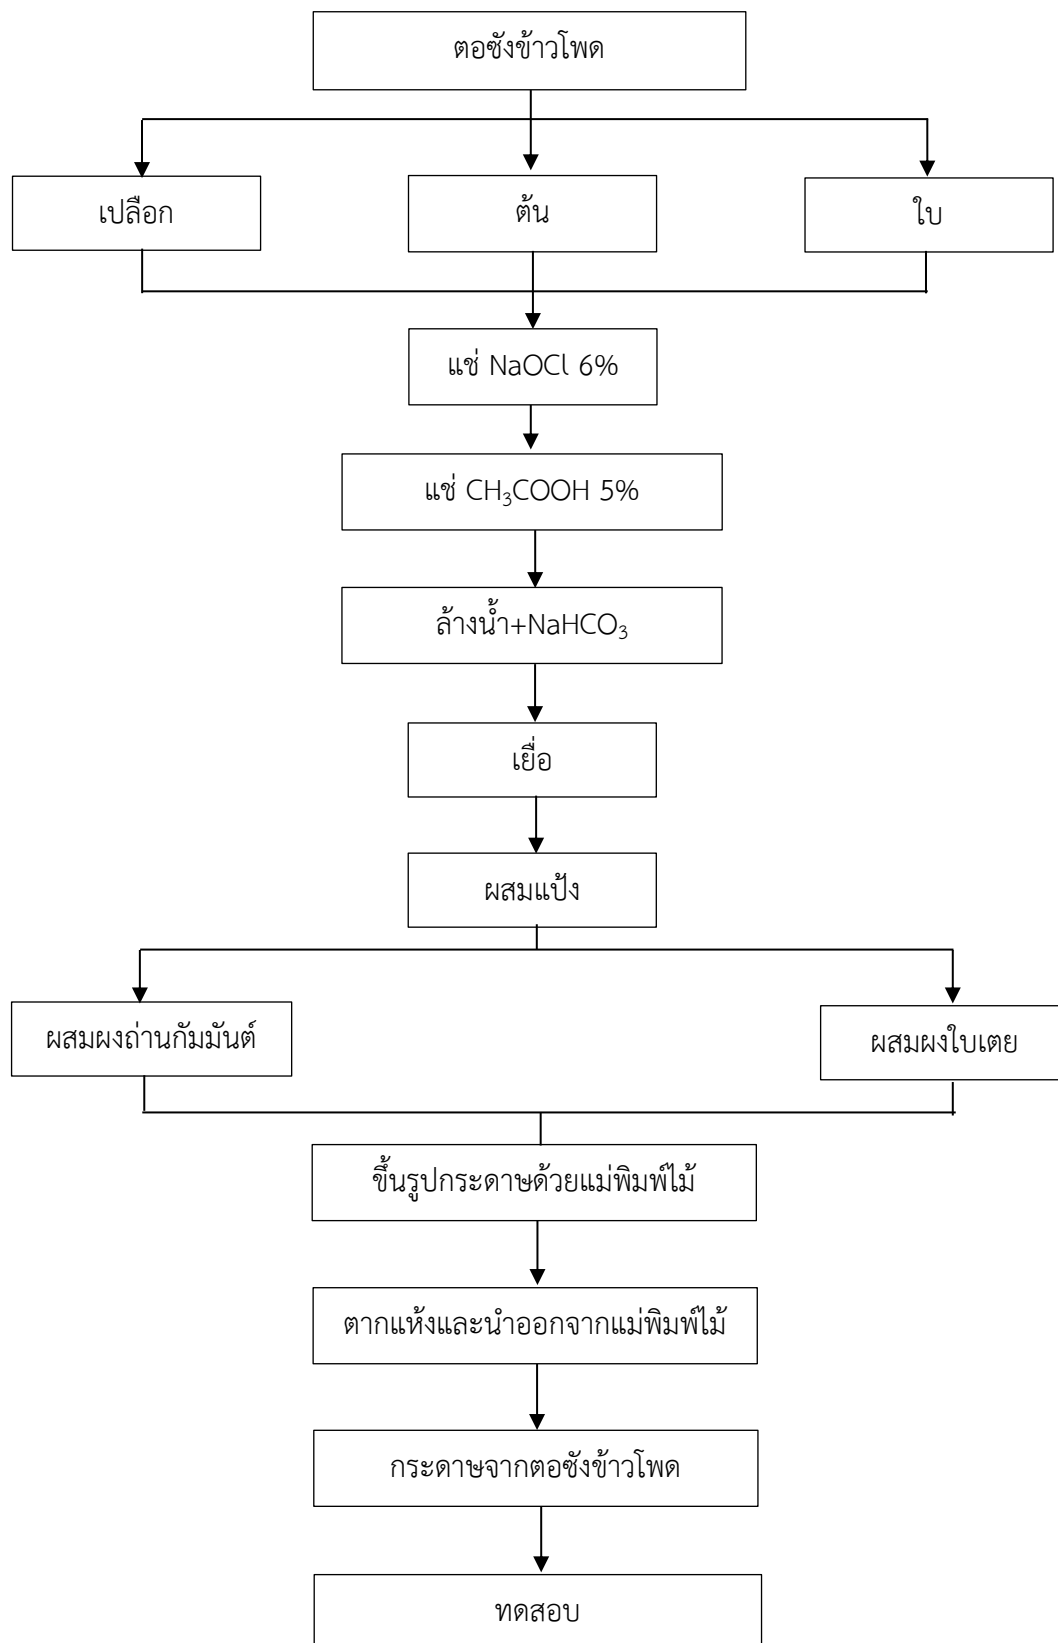 ตอซังข้าวโพด
เปลือก
ต้น
ใบ
แช่ NaOCl 6%
แช่ CH₃COOH 5%
ล้างน้ำ+NaHCO₃
เยื่อ
ผสมแป้ง
ผสมผงถ่านกัมมันต์
ผสมผงใบเตย
ขึ้นรูปกระดาษด้วยแม่พิมพ์ไม้
ตากแห้งและนำออกจากแม่พิมพ์ไม้
กระดาษจากตอซังข้าวโพด
ทดสอบ